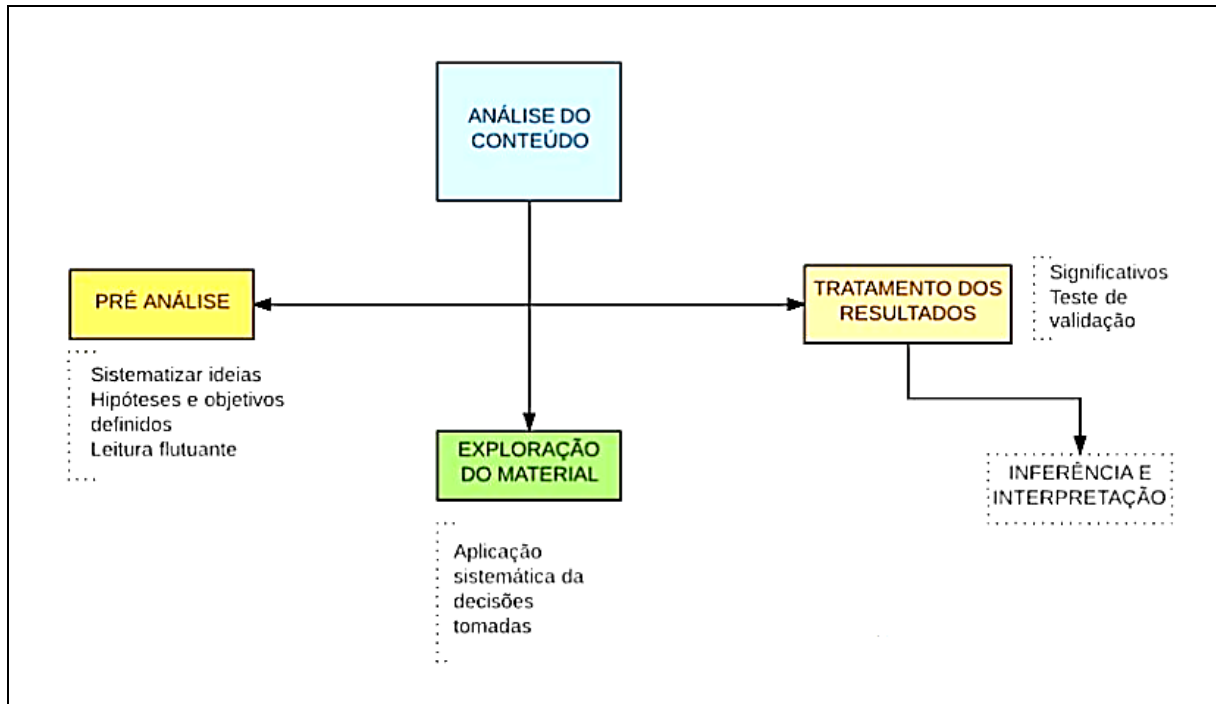 ANÁLISE DO
CONTEÚDO
PRÉ ANÁLISE
Sistematizar ideias
Hipóteses e objetivos
definidos
Leitura flutuante
EXPLORAÇÃO
DO MATERIAL
Aplicação
sistemática da
decisões
tomadas
TRATAMENTO DOS
RESULTADOS
Significativos
Teste de
validação
INFERÊNCIA E
INTERPRETAÇÃO